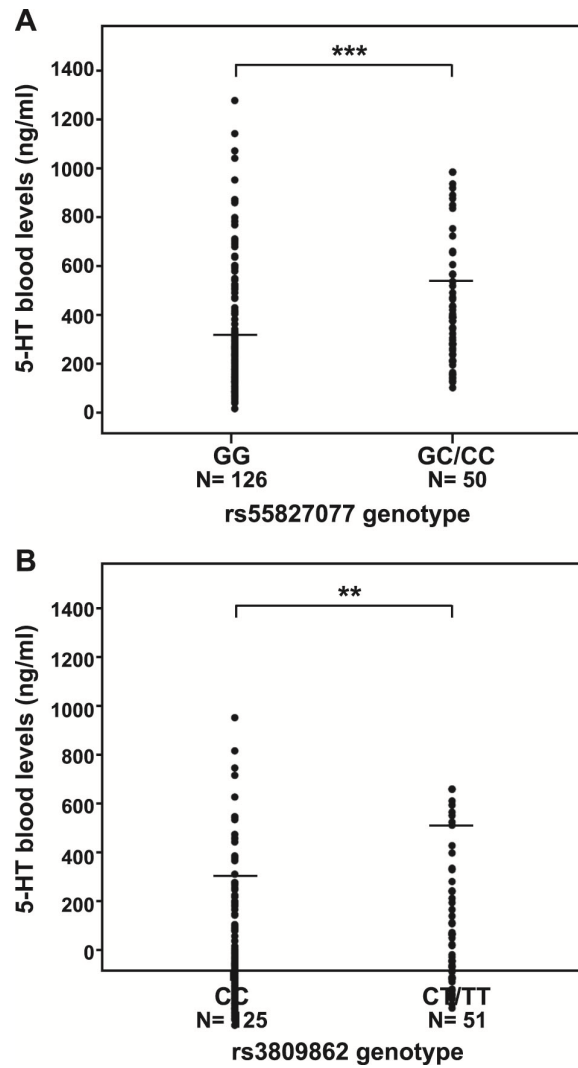 A
***
5-HT blood levels (ng/ml)
1400
1200
1000
800
600
400
200
0
GG
GC/CC
N= 126
N= 50
rs55827077 genotype
B
**
5-HT blood levels (ng/ml)
1400
1200
1000
800
600
400
200
0
CC
CT/TT
N= 125
N= 51
rs3809862 genotype